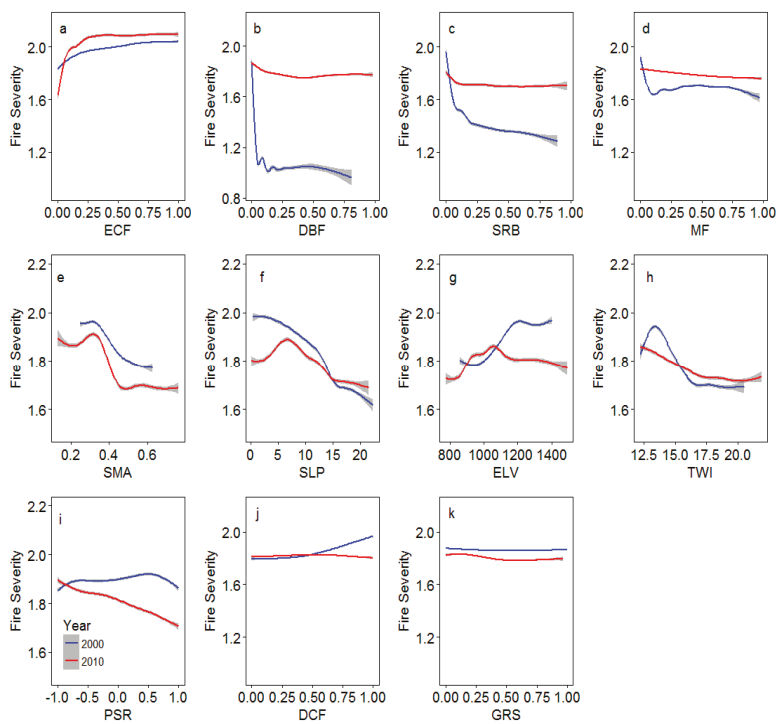 a
b
c
d
Fire Severity
Fire Severity
Fire Severity
Fire Severity
2.0
1.6
1.2
2.0
1.6
1.2
0.8
2.0
1.6
1.2
2.0
1.6
1.2
0.00 0.25 0.75 1.00
0.00 0.25 0.75 1.00
0.00 0.25 0.75 1.00
0.00 0.25 0.75 1.00
ECF
DBF
SRB
MF
e
f
g
h
Fire Severity
Fire Severity
Fire Severity
Fire Severity
2.2
2.0
1.8
1.6
2.2
2.0
1.8
1.6
2.2
2.0
1.8
1.6
2.2
2.0
1.8
1.6
0.2 0.4 0.6
0 5 10 15 20
800 1000 1200 1400
12.5 15.0 17.5 20.0
SMA
SLP
ELV
TWI
i
j
k
Fire Severity
Fire Severity
Fire Severity
2.2
2.0
1.8
1.6
2.0
1.6
1.2
2.0
1.6
1.2
Year
2000
2010
-1.0 -0.5 0.0 0.5 1.0
0.00 0.25 0.50 0.75 1.00
0.00 0.25 0.50 0.75 1.00
PSR
DCF
GRS